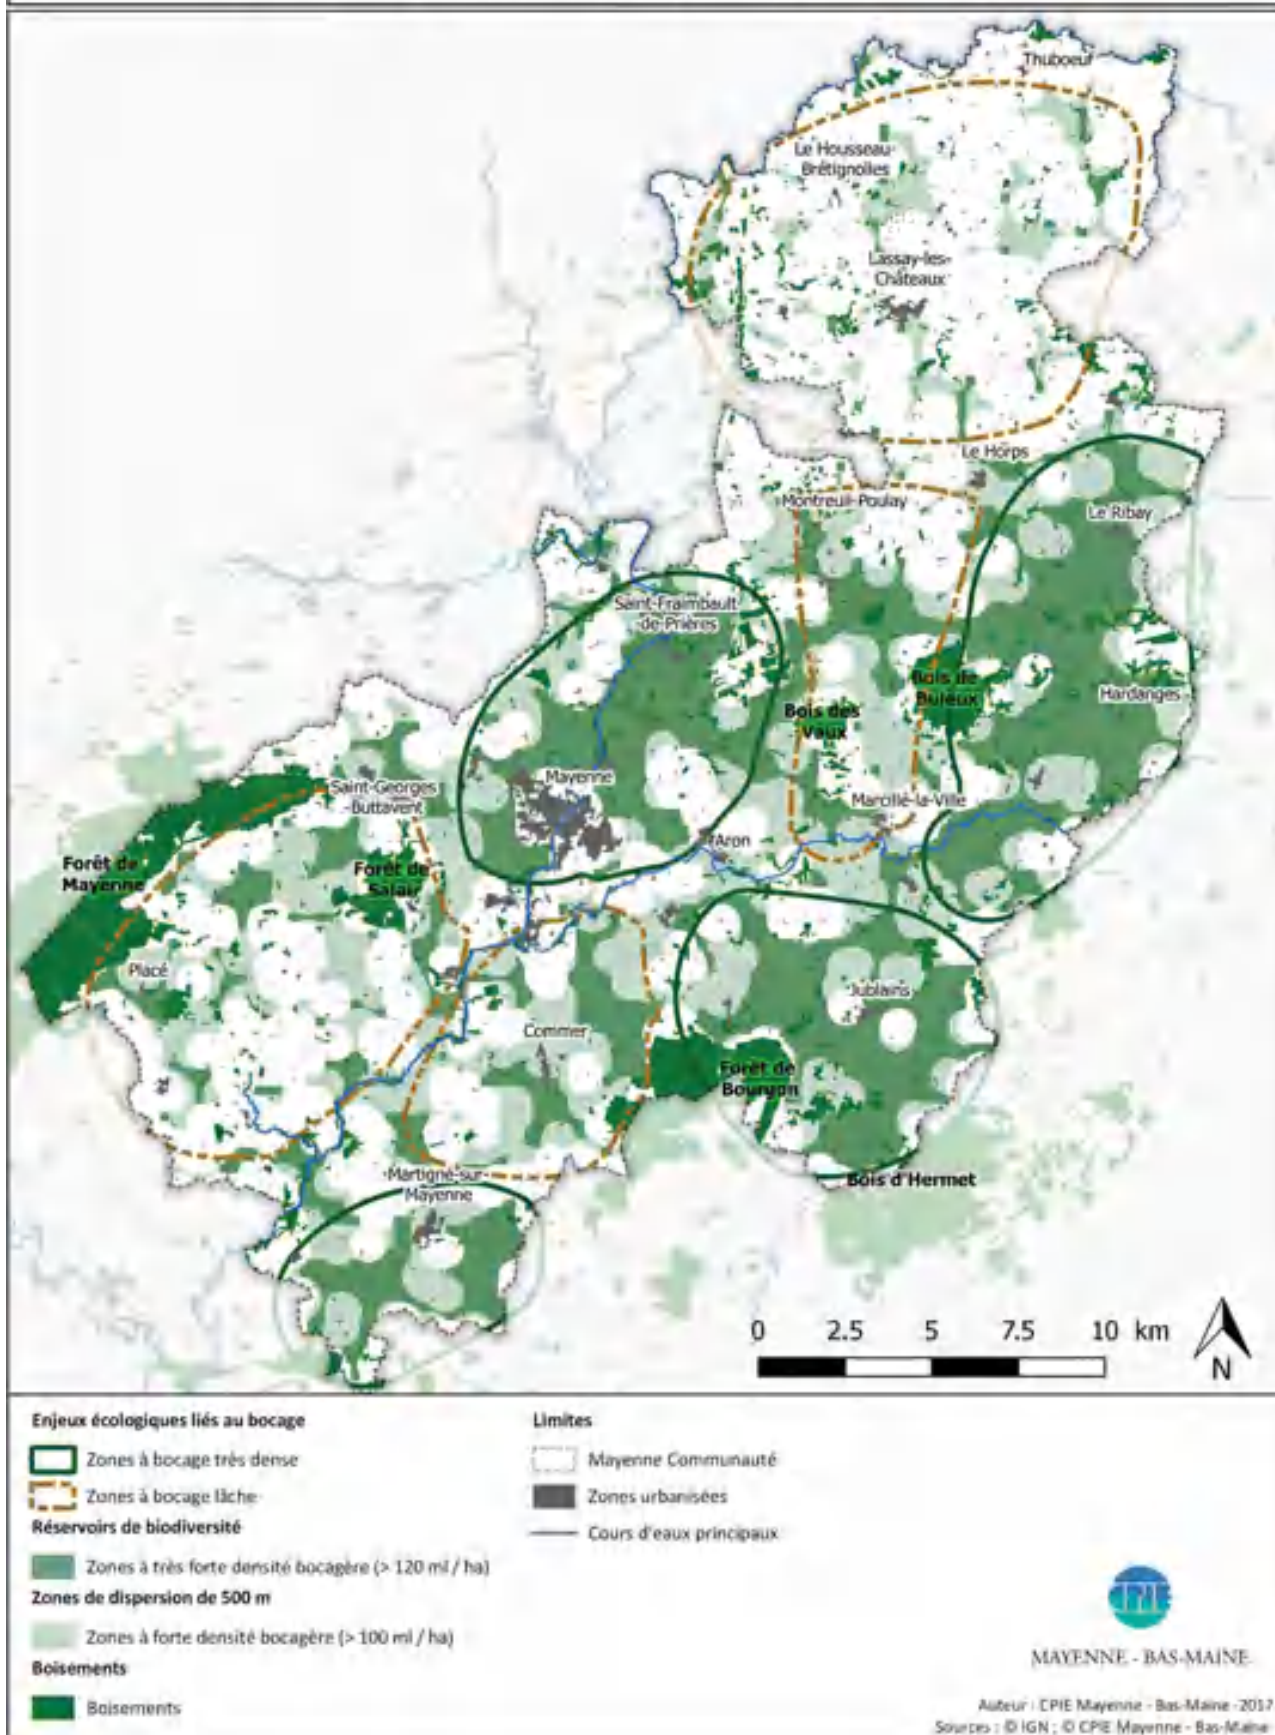 Thuboeuf
Le Housseau-
Brétignolles
Lassay-les-
Châteaux
Le Horps
Montreuil-Poulay
Le Ribay
Saint-Fraimbault
-de-Prières
Bois de
Buleux
Hardanges
Bois des
Vaux
Mayenne
Saint-Georges
-Buttavent
Marcillé-la-Ville
Aron
Forêt de
Mayenne
Forêt de
Salair
Placé
Jublains
Commer
Forêt de
Bourgon
Bois d'Hermet
Martigné-sur-
Mayenne
0 2.5 5 7.5 10 km
N
Enjeux écologiques liés au bocage
Zones à bocage très dense
Zones à bocage lâche
Réservoirs de biodiversité
Zones à très forte densité bocagère (> 120 ml / ha)
Zones de dispersion de 500 m
Zones à forte densité bocagère (> 100 ml / ha)
Boisements
Boisements
Limites
Mayenne Communauté
Zones urbanisées
Cours d'eaux principaux
CPIE
MAYENNE - BAS-MAINE
Auteur : CPIE Mayenne - Bas-Maine -2017
Sources : © IGN ; © CPIE Mayenne - Bas-Maine